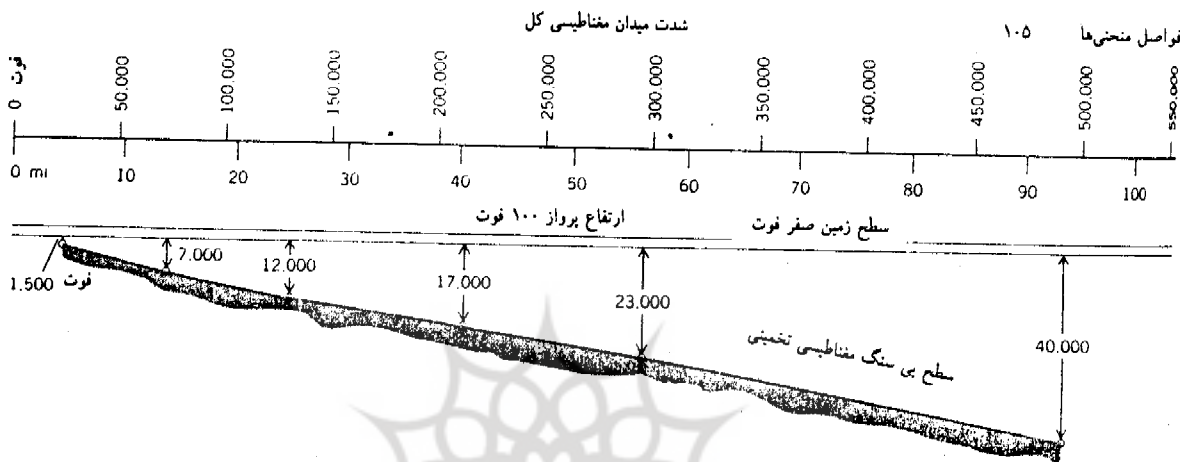 شدت میدان مغناطیسی کل
فواصل منحنی‌ها ۱۰۵
فوت 0 50.000 100.000 150.000 200.000 250.000 300.000 350.000 400.000 450.000 500.000 550.000
0 mi 10 20 30 40 50 60 70 80 90 100
ارتفاع پرواز ۱۰۰ فوت
سطح زمین صفر فوت
7.000 12.000 17.000 23.000 40.000
1.500 فوت
سطح پی سنگ مغناطیسی تخمینی